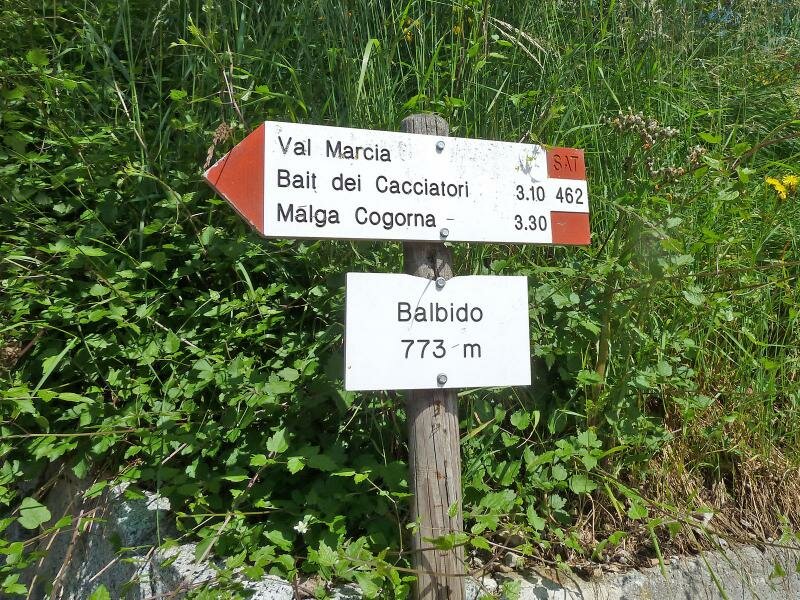 Val Marcia SAT
Bait dei Cacciatori 3.10 462
Malga Cogorna 3.30
Balbido
773 m